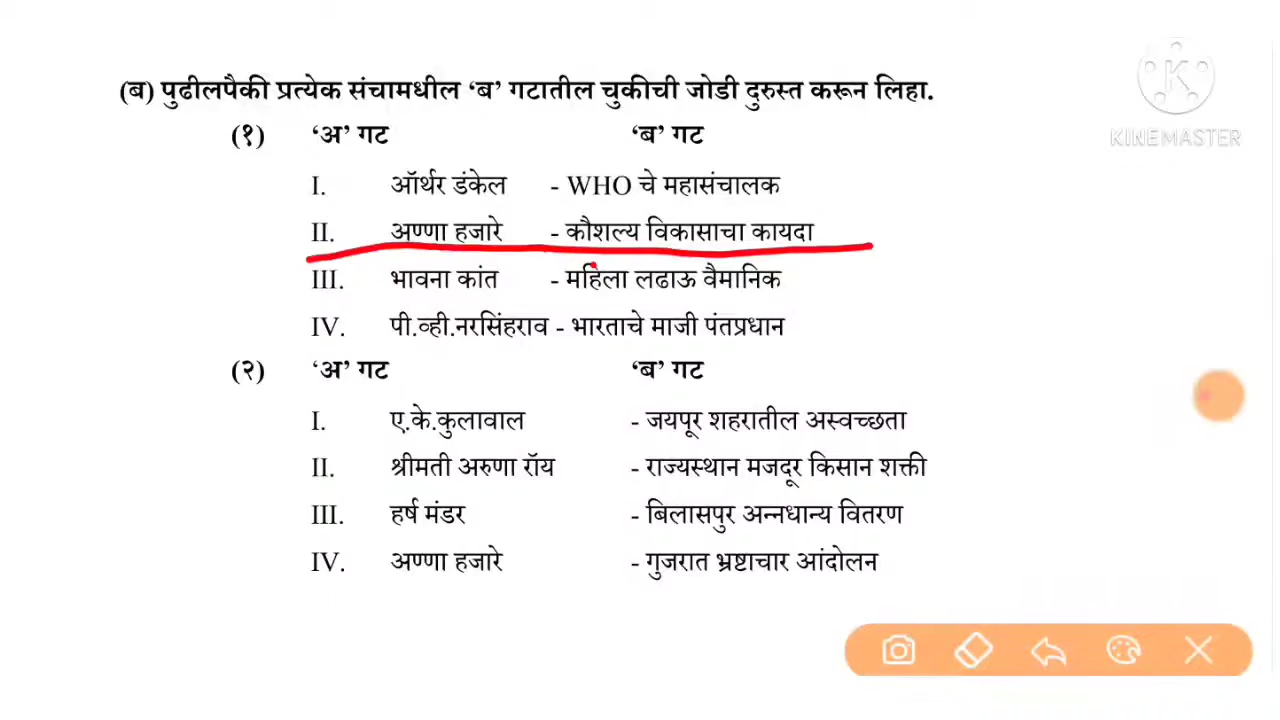 (ब) पुढीलपैकी प्रत्येक संचामधील ‘ब’ गटातील चुकीची जोडी दुरुस्त करून लिहा.
KINEMASTER
(१) ‘अ’ गट ‘ब’ गट
I. ऑर्थर डंकेल - WHO चे महासंचालक
II. अण्णा हजारे - कौशल्य विकासाचा कायदा
III. भावना कांत - महिला लढाऊ वैमानिक
IV. पी.व्ही.नरसिंहराव - भारताचे माजी पंतप्रधान
(२) ‘अ’ गट ‘ब’ गट
I. ए.के.कुलावाल - जयपूर शहरातील अस्वच्छता
II. श्रीमती अरुणा रॉय - राज्यस्थान मजदूर किसान शक्ती
III. हर्ष मंडर - बिलासपुर अन्नधान्य वितरण
IV. अण्णा हजारे - गुजरात भ्रष्टाचार आंदोलन